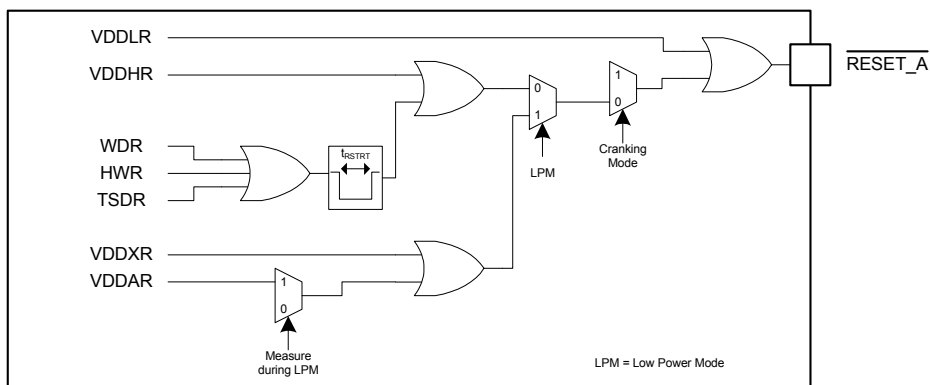 VDDLR
RESET_A
VDDHR
0
1
1
0
WDR
HWR
TSDR
tRSTRT
LPM
Cranking
Mode
VDDXR
VDDAR
1
0
Measure
during LPM
LPM = Low Power Mode